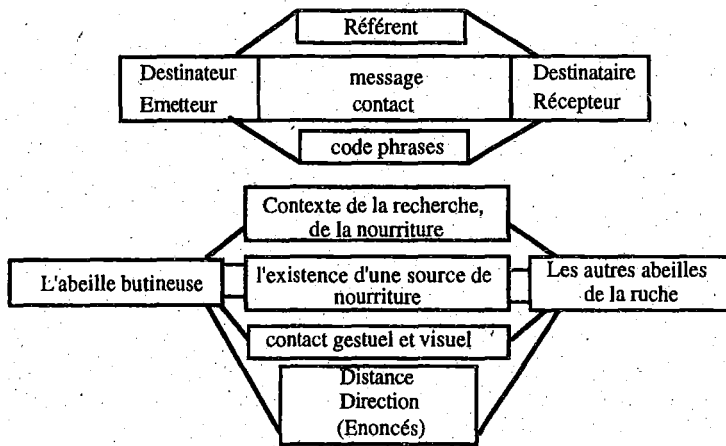 Référent
Destinateur
Emetteur
message
contact
Destinataire
Récepteur
code phrases
Contexte de la recherche,
de la nourriture
L'abeille butineuse
l'existence d'une source de
nourriture
Les autres abeilles
de la ruche
contact gestuel et visuel
Distance
Direction
(Enoncés)